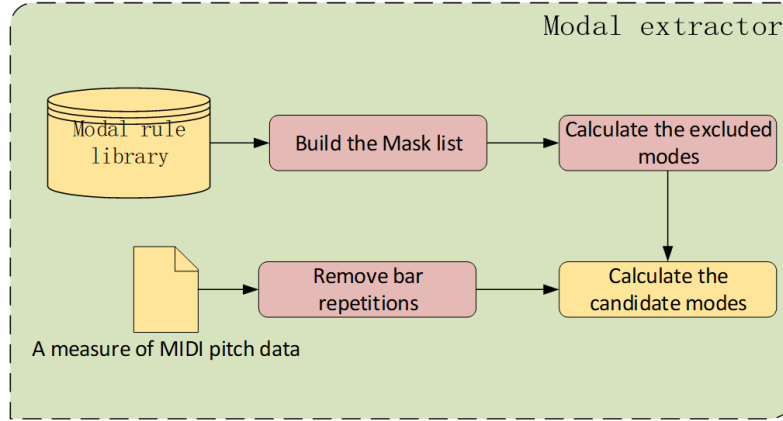 Modal extractor
Modal rule
library
Build the Mask list
Calculate the excluded
modes
Remove bar
repetitions
Calculate the
candidate modes
A measure of MIDI pitch data